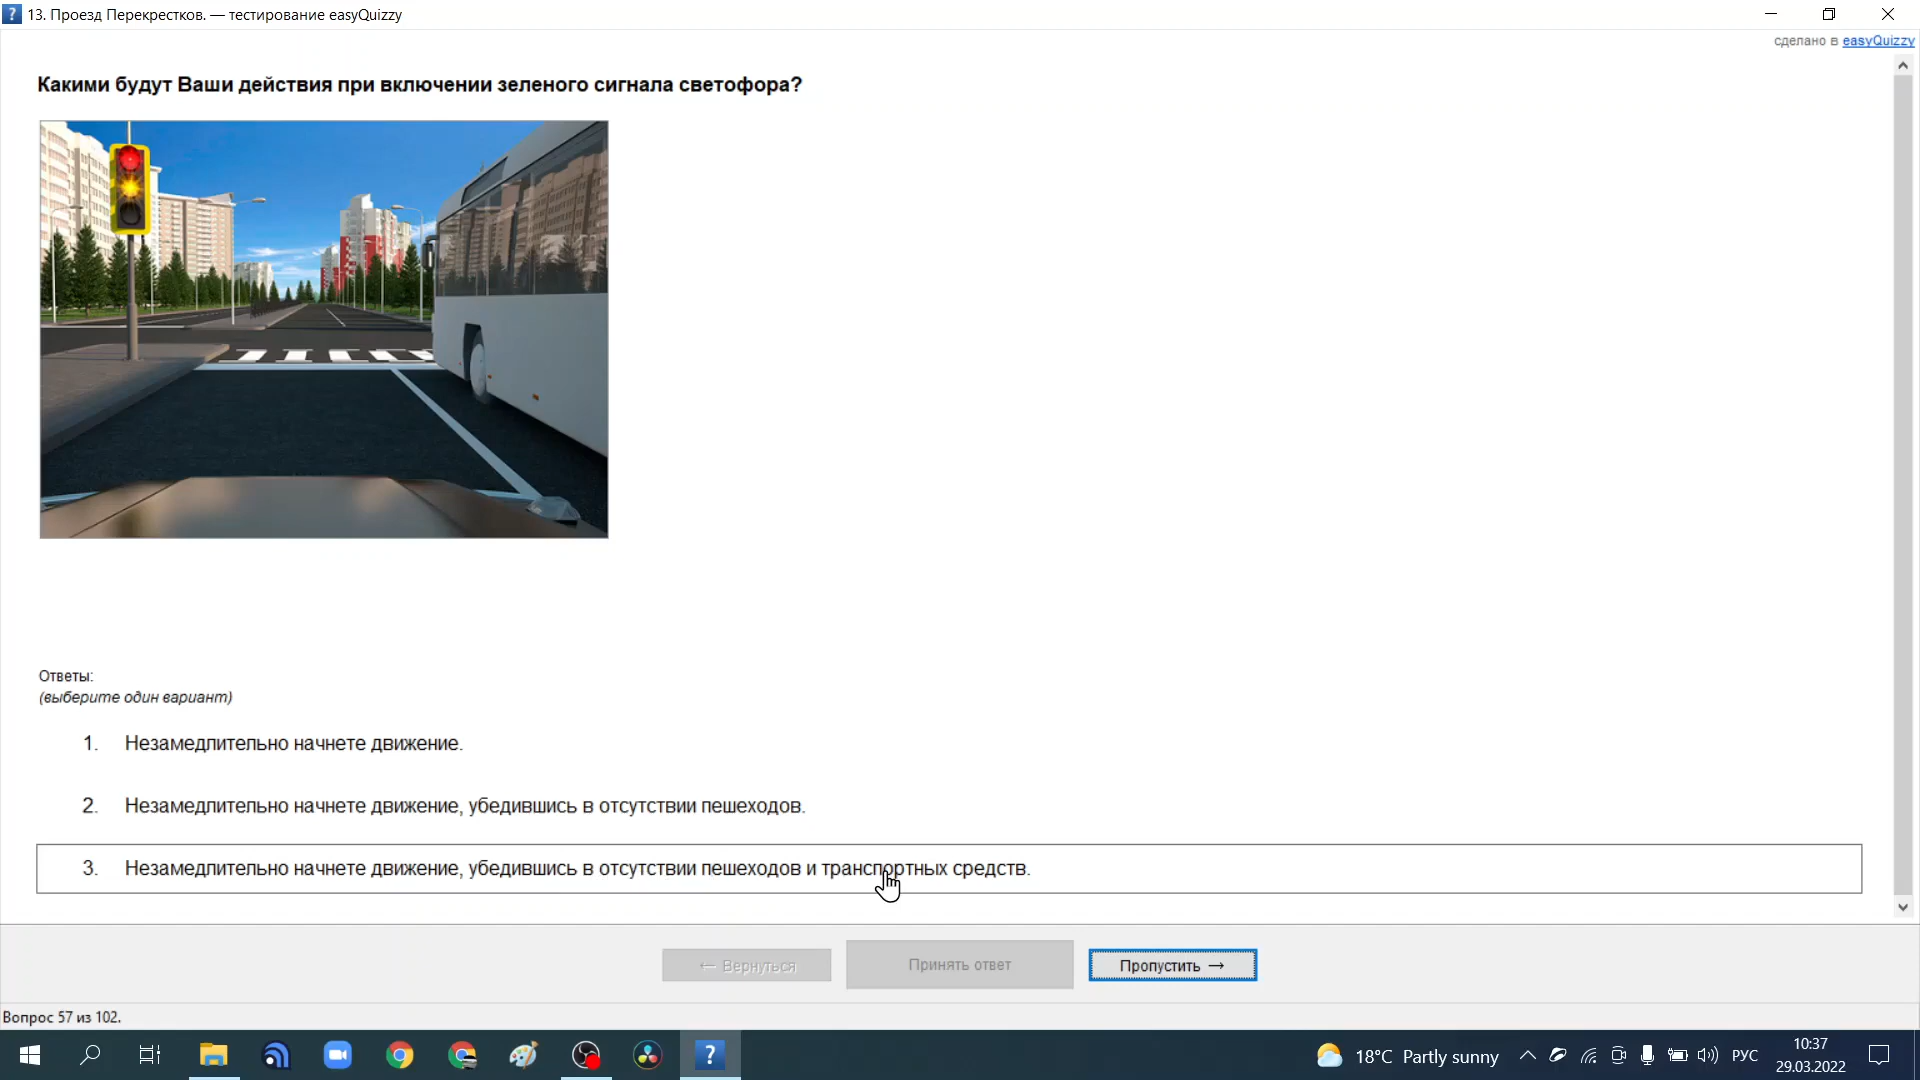 13. Проезд Перекрестков. — тестирование easyQuizzy
сделано в easyQuizzy
Какими будут Ваши действия при включении зеленого сигнала светофора?
Ответы:
(выберите один вариант)
1. Незамедлительно начнете движение.
2. Незамедлительно начнете движение, убедившись в отсутствии пешеходов.
3. Незамедлительно начнете движение, убедившись в отсутствии пешеходов и транспортных средств.
← Вернуться
Принять ответ
Пропустить →
Вопрос 57 из 102.
18°C Partly sunny
РУС
10:37
29.03.2022